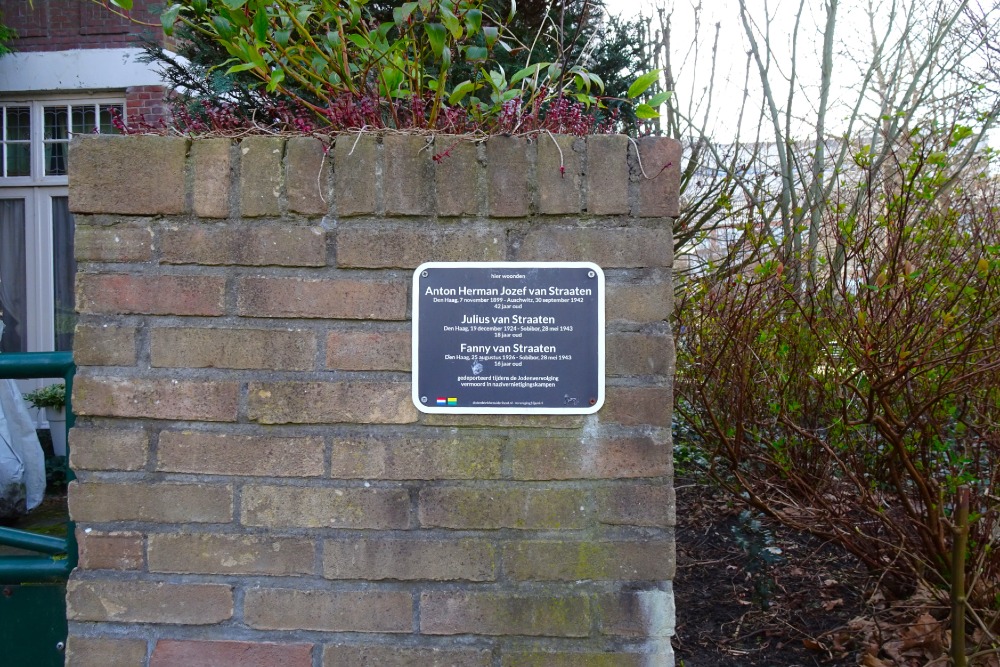 hier woonden
Anton Herman Jozef van Straaten
Den Haag, 7 november 1899 - Auschwitz, 30 september 1942
42 jaar oud
Julius van Straaten
Den Haag, 19 december 1924 - Sobibor, 28 mei 1943
18 jaar oud
Fanny van Straaten
Den Haag, 25 augustus 1926 - Sobibor, 28 mei 1943
16 jaar oud
gedeporteerd tijdens de Jodenvervolging
vermoord in nazivernietigingskampen